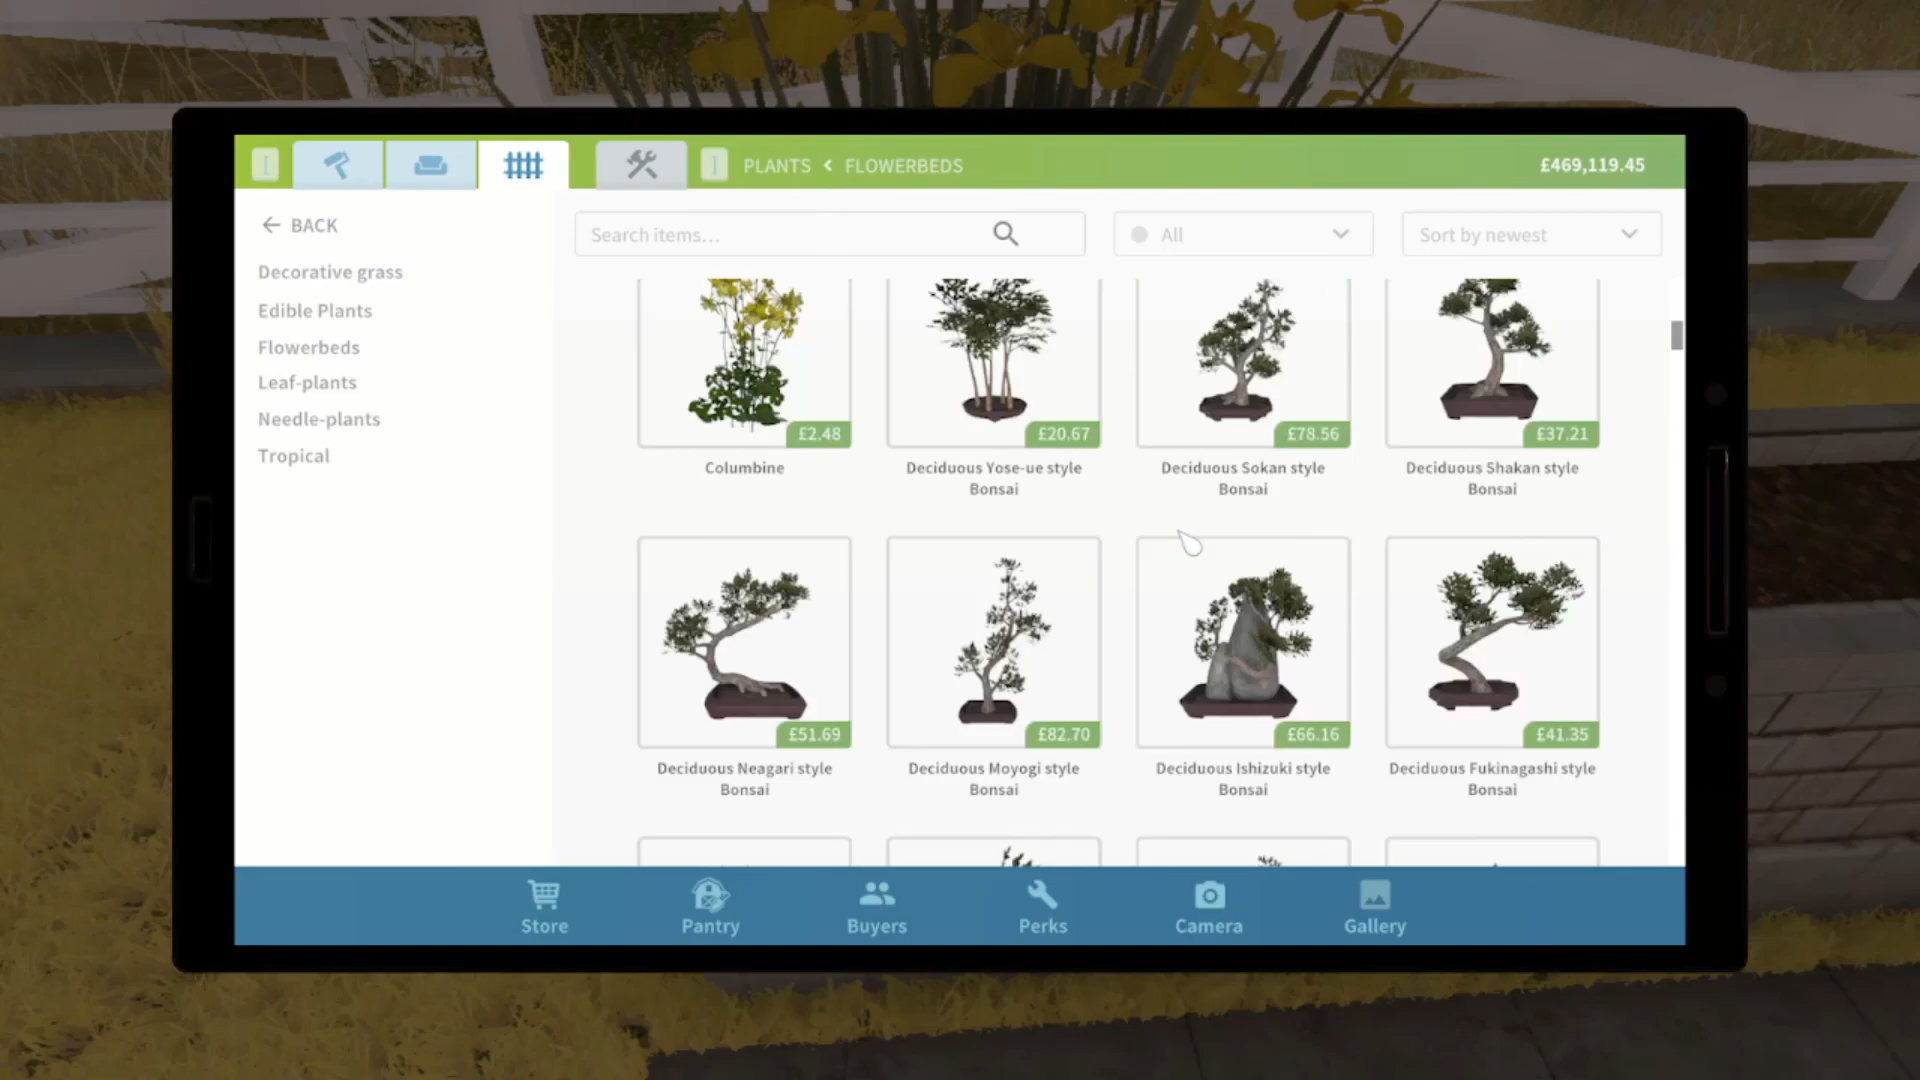 PLANTS < FLOWERBEDS
£469,119.45
BACK
Decorative grass
Edible Plants
Flowerbeds
Leaf-plants
Needle-plants
Tropical
Search items...
All
Sort by newest
£2.48
£20.67
£78.56
£37.21
Columbine
Deciduous Yose-ue style
Bonsai
Deciduous Sokan style
Bonsai
Deciduous Shakan style
Bonsai
£51.69
£82.70
£66.16
£41.35
Deciduous Neagari style
Bonsai
Deciduous Moyogi style
Bonsai
Deciduous Ishizuki style
Bonsai
Deciduous Fukinagashi style
Bonsai
Store
Pantry
Buyers
Perks
Camera
Gallery